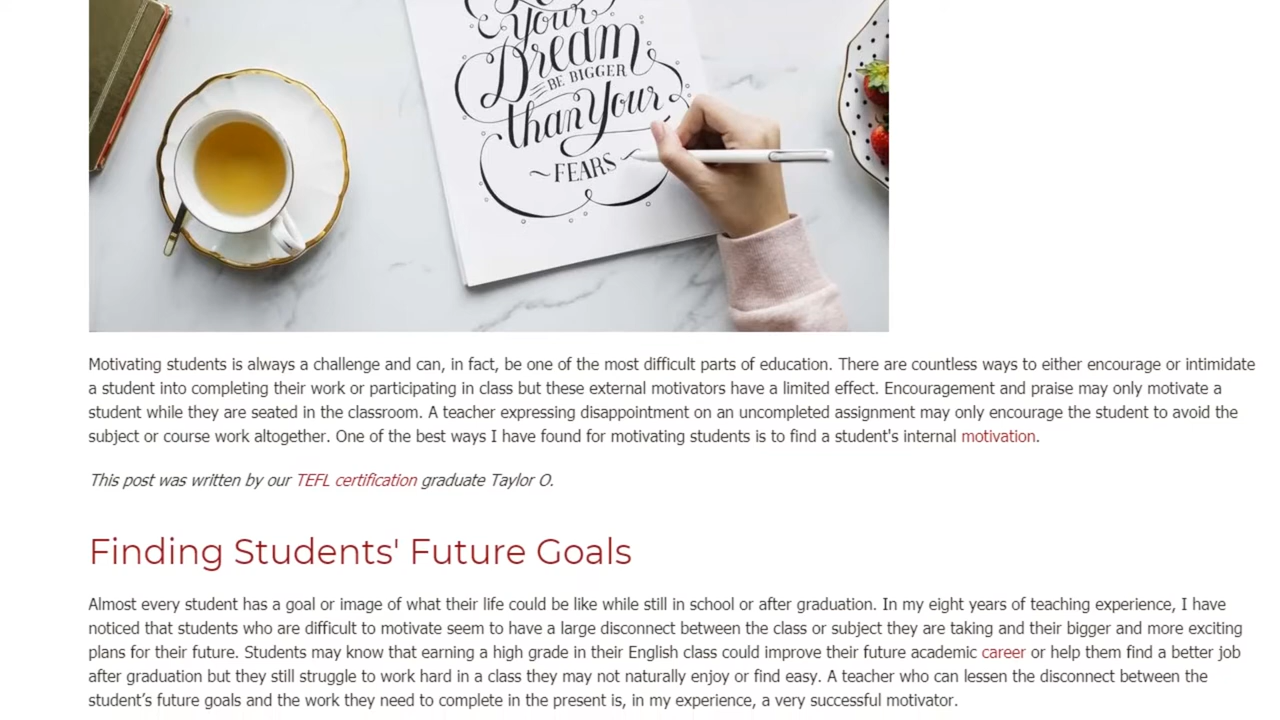 Your
Dream
BE BIGGER
than Your
~FEARS~
Motivating students is always a challenge and can, in fact, be one of the most difficult parts of education. There are countless ways to either encourage or intimidate
a student into completing their work or participating in class but these external motivators have a limited effect. Encouragement and praise may only motivate a
student while they are seated in the classroom. A teacher expressing disappointment on an uncompleted assignment may only encourage the student to avoid the
subject or course work altogether. One of the best ways I have found for motivating students is to find a student's internal motivation.
This post was written by our TEFL certification graduate Taylor O.
Finding Students' Future Goals
Almost every student has a goal or image of what their life could be like while still in school or after graduation. In my eight years of teaching experience, I have
noticed that students who are difficult to motivate seem to have a large disconnect between the class or subject they are taking and their bigger and more exciting
plans for their future. Students may know that earning a high grade in their English class could improve their future academic career or help them find a better job
after graduation but they still struggle to work hard in a class they may not naturally enjoy or find easy. A teacher who can lessen the disconnect between the
student’s future goals and the work they need to complete in the present is, in my experience, a very successful motivator.